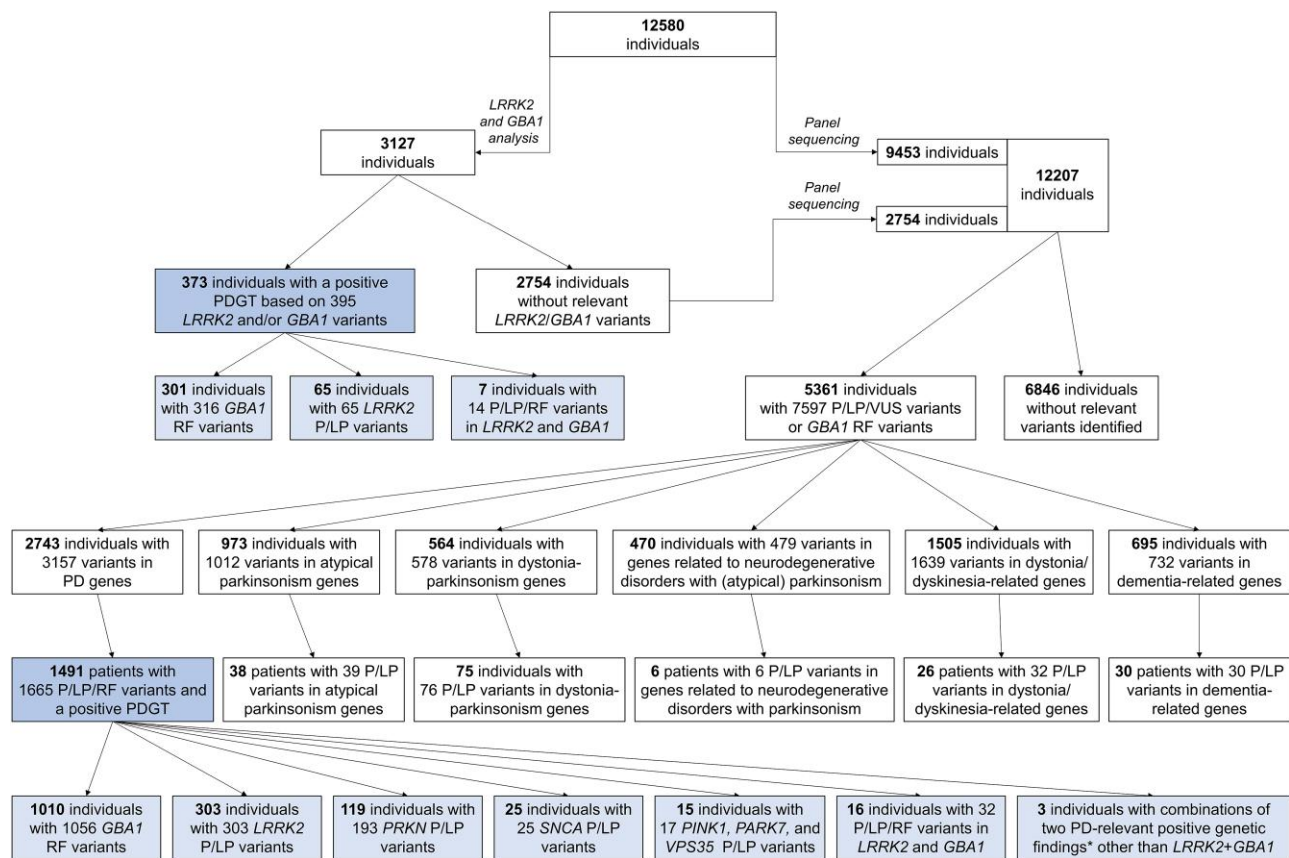 12580
individuals
LRRK2
and GBA1
analysis
3127
individuals
Panel
sequencing
9453 individuals
12207
individuals
Panel
sequencing
2754 individuals
373 individuals with a positive
PDGT based on 395
LRRK2 and/or GBA1 variants
2754 individuals
without relevant
LRRK2/GBA1 variants
301 individuals
with 316 GBA1
RF variants
65 individuals
with 65 LRRK2
P/LP variants
7 individuals with
14 P/LP/RF variants
in LRRK2 and GBA1
5361 individuals
with 7597 P/LP/VUS variants
or GBA1 RF variants
6846 individuals
without relevant
variants identified
2743 individuals with
3157 variants in
PD genes
973 individuals with
1012 variants in atypical
parkinsonism genes
564 individuals with
578 variants in dystonia-
parkinsonism genes
470 individuals with 479 variants in
genes related to neurodegenerative
disorders with (atypical) parkinsonism
1505 individuals with
1639 variants in dystonia/
dyskinesia-related genes
695 individuals with
732 variants in
dementia-related genes
1491 patients with
1665 P/LP/RF variants and
a positive PDGT
38 patients with 39 P/LP
variants in atypical
parkinsonism genes
75 individuals with
76 P/LP variants in dystonia-
parkinsonism genes
6 patients with 6 P/LP variants in
genes related to neurodegenerative
disorders with parkinsonism
26 patients with 32 P/LP
variants in dystonia/
dyskinesia-related genes
30 patients with 30 P/LP
variants in dementia-
related genes
1010 individuals
with 1056 GBA1
RF variants
303 individuals
with 303 LRRK2
P/LP variants
119 individuals with
193 PRKN P/LP
variants
25 individuals with
25 SNCA P/LP
variants
15 individuals with
17 PINK1, PARK7, and
VPS35 P/LP variants
16 individuals with 32
P/LP/RF variants in
LRRK2 and GBA1
3 individuals with combinations of
two PD-relevant positive genetic
findings* other than LRRK2+GBA1